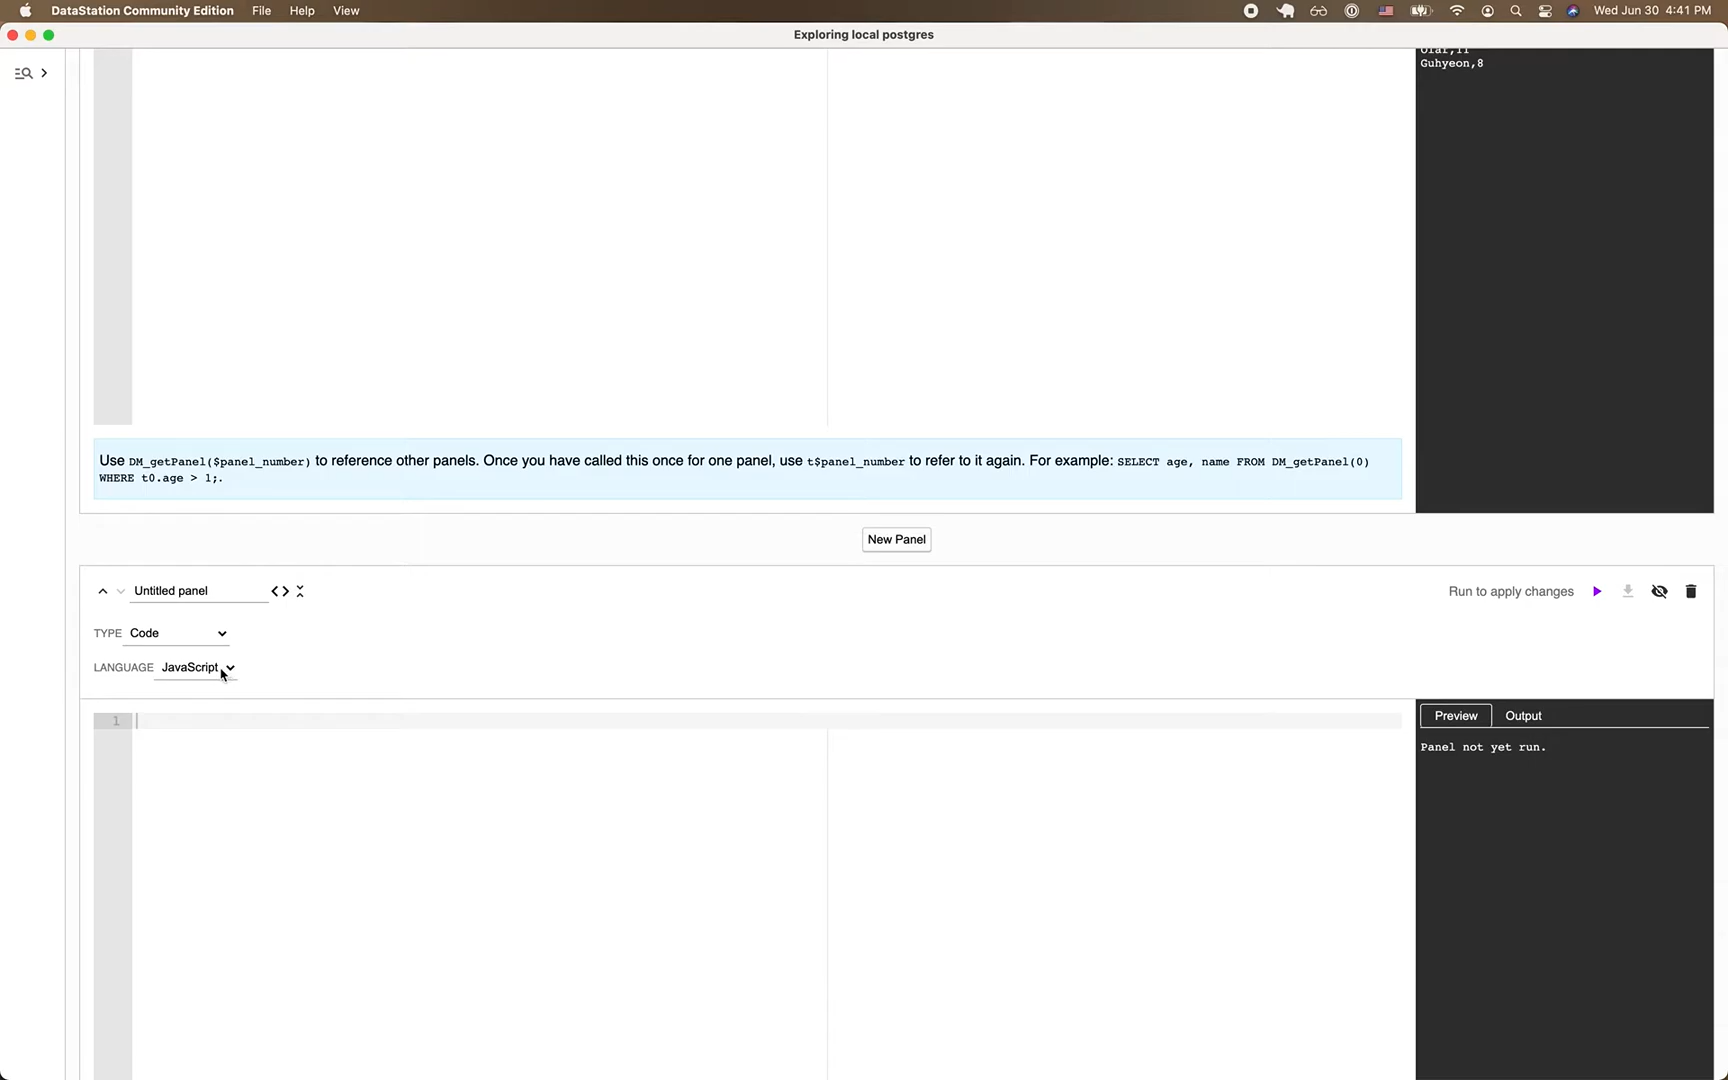 DataStation Community Edition File Help View Wed Jun 30 4:41 PM
Exploring local postgres
Olaf,11
Guhyeon,8
Use DM_getPanel($panel_number) to reference other panels. Once you have called this once for one panel, use t$panel_number to refer to it again. For example: SELECT age, name FROM DM_getPanel(0)
WHERE t0.age > 1;.
New Panel
Untitled panel Run to apply changes
TYPE Code
LANGUAGE JavaScript
1
Preview Output
Panel not yet run.